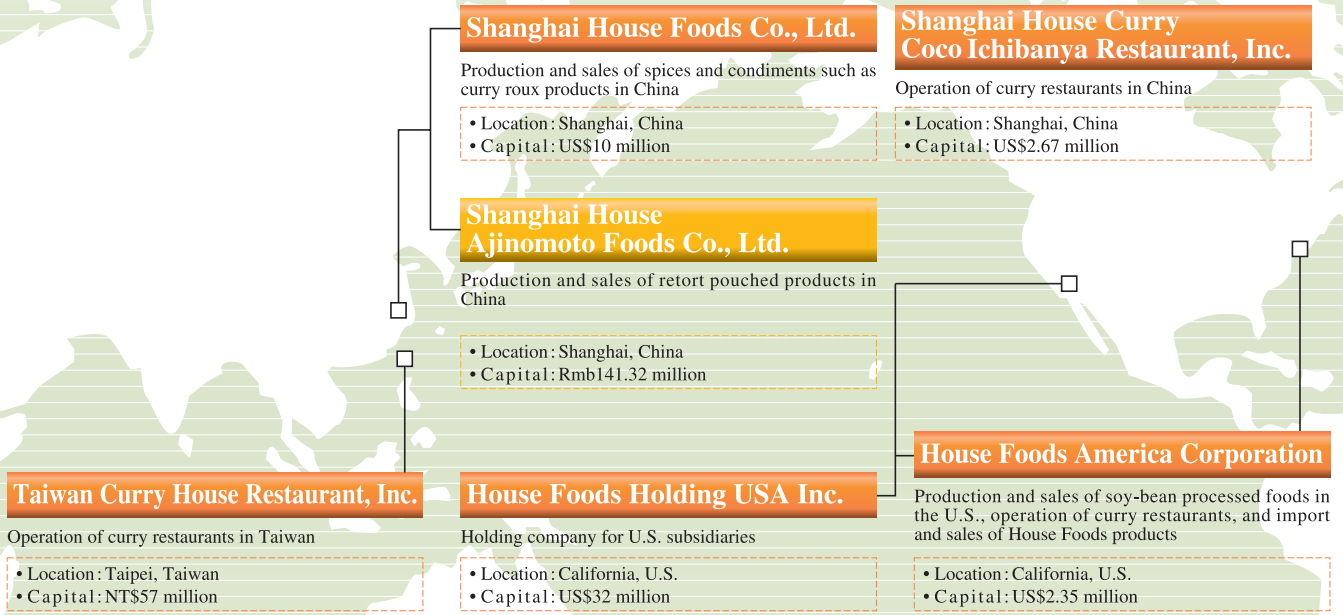 Shanghai House Foods Co., Ltd.
Production and sales of spices and condiments such as
curry roux products in China
• Location: Shanghai, China
• Capital: US$10 million
Shanghai House Curry
Coco Ichibanya Restaurant, Inc.
Operation of curry restaurants in China
• Location: Shanghai, China
• Capital: US$2.67 million
Shanghai House
Ajinomoto Foods Co., Ltd.
Production and sales of retort pouched products in
China
• Location: Shanghai, China
• Capital: Rmb141.32 million
Taiwan Curry House Restaurant, Inc.
Operation of curry restaurants in Taiwan
• Location: Taipei, Taiwan
• Capital: NT$57 million
House Foods Holding USA Inc.
Holding company for U.S. subsidiaries
• Location: California, U.S.
• Capital: US$32 million
House Foods America Corporation
Production and sales of soy-bean processed foods in
the U.S., operation of curry restaurants, and import
and sales of House Foods products
• Location: California, U.S.
• Capital: US$2.35 million